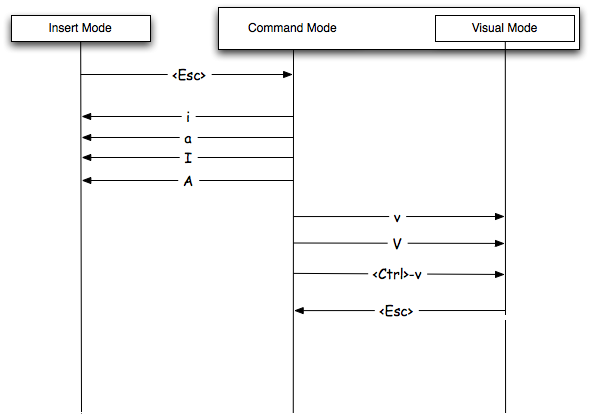 Insert Mode
Command Mode
Visual Mode
<Esc>
i
a
I
A
v
V
<Ctrl>-v
<Esc>